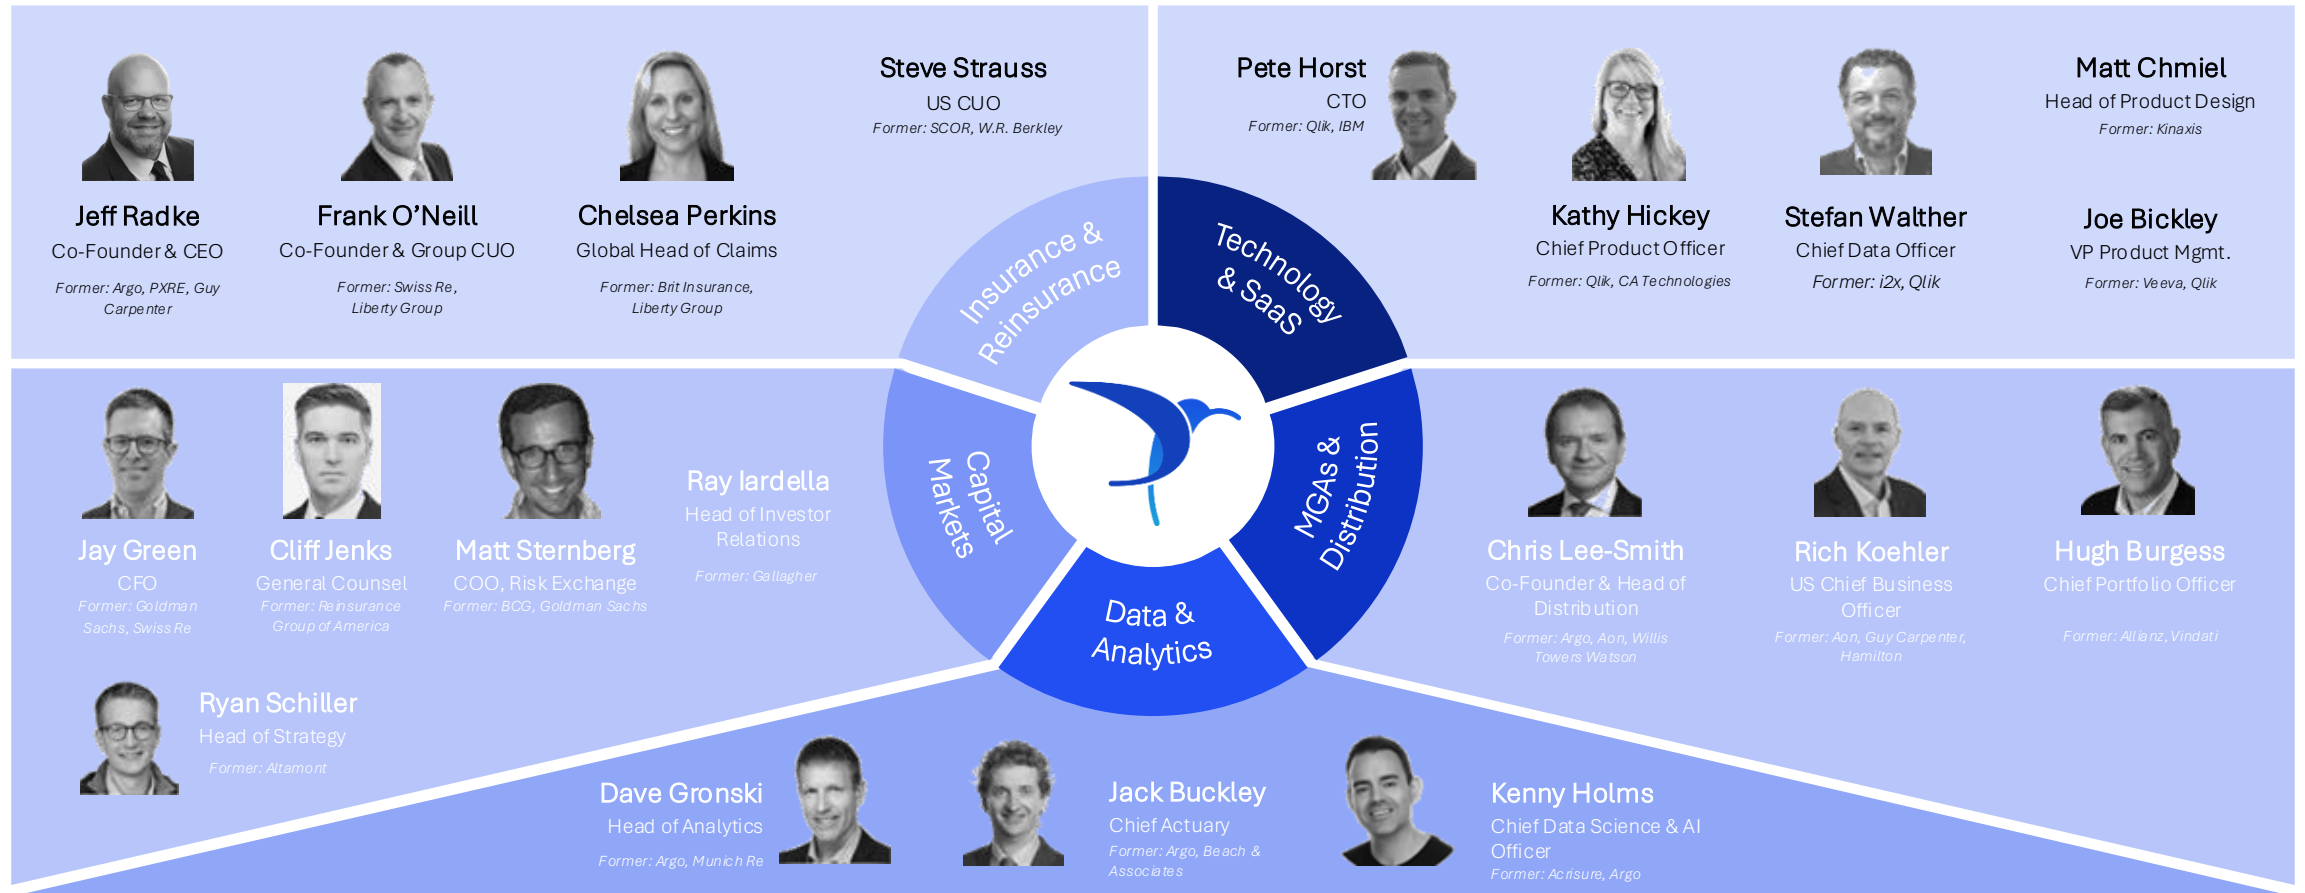 Jeff Radke
Co-Founder & CEO
Former: Argo, PXRE, Guy
Carpenter
Frank O’Neill
Co-Founder & Group CUO
Former: Swiss Re,
Liberty Group
Chelsea Perkins
Global Head of Claims
Former: Brit Insurance,
Liberty Group
Steve Strauss
US CUO
Former: SCOR, W.R. Berkley
Insurance &
Reinsurance
Pete Horst
CTO
Former: Qlik, IBM
Kathy Hickey
Chief Product Officer
Former: Qlik, CA Technologies
Stefan Walther
Chief Data Officer
Former: i2x, Qlik
Matt Chmiel
Head of Product Design
Former: Kinaxis
Joe Bickley
VP Product Mgmt.
Former: Veeva, Qlik
Technology
& SaaS
Jay Green
CFO
Former: Goldman
Sachs, Swiss Re
Cliff Jenks
General Counsel
Former: Reinsurance
Group of America
Matt Sternberg
COO, Risk Exchange
Former: BCG, Goldman Sachs
Ray Iardella
Head of Investor
Relations
Former: Gallagher
Ryan Schiller
Head of Strategy
Former: Altamont
Capital
Markets
MGAs &
Distribution
Chris Lee-Smith
Co-Founder & Head of
Distribution
Former: Argo, Aon, Willis
Towers Watson
Rich Koehler
US Chief Business
Officer
Former: Aon, Guy Carpenter,
Hamilton
Hugh Burgess
Chief Portfolio Officer
Former: Allianz, Vindati
Data &
Analytics
Dave Gronski
Head of Analytics
Former: Argo, Munich Re
Jack Buckley
Chief Actuary
Former: Argo, Beach &
Associates
Kenny Holms
Chief Data Science & AI
Officer
Former: Acrisure, Argo